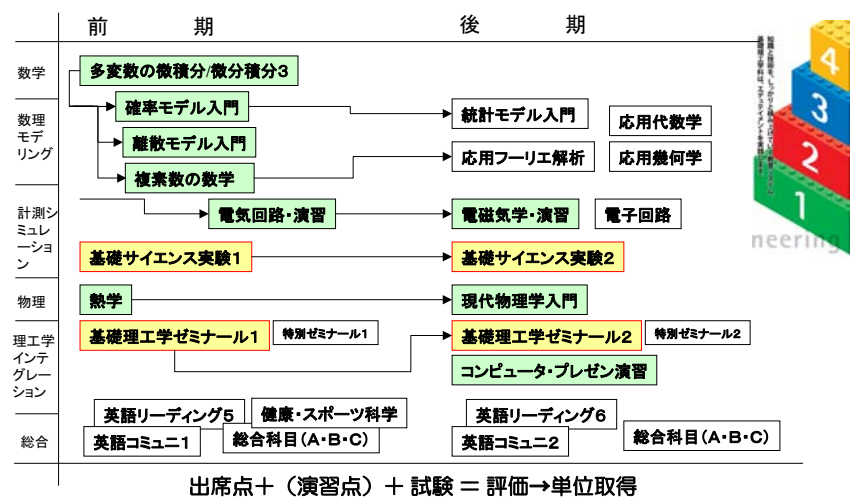 前　　　期
後　　　期
数学
多変数の微積分/微分積分３
数理
モデ
リング
確率モデル入門
統計モデル入門
応用代数学
離散モデル入門
複素数の数学
応用フーリエ解析
応用幾何学
計測シ
ミュレ
ーショ
ン
電気回路・演習
電磁気学・演習
電子回路
基礎サイエンス実験１
基礎サイエンス実験２
物理
熱学
現代物理学入門
理工学
インテ
グレー
ション
基礎理工学ゼミナール１
特別ゼミナール１
基礎理工学ゼミナール２
特別ゼミナール２
コンピュータ・プレゼン演習
総合
英語リーディング５
健康・スポーツ科学
英語リーディング６
英語コミュニ１
総合科目（Ａ・Ｂ・Ｃ）
英語コミュニ２
総合科目（Ａ・Ｂ・Ｃ）
出席点＋（演習点）＋試験＝評価→単位取得
4
3
2
1
neering